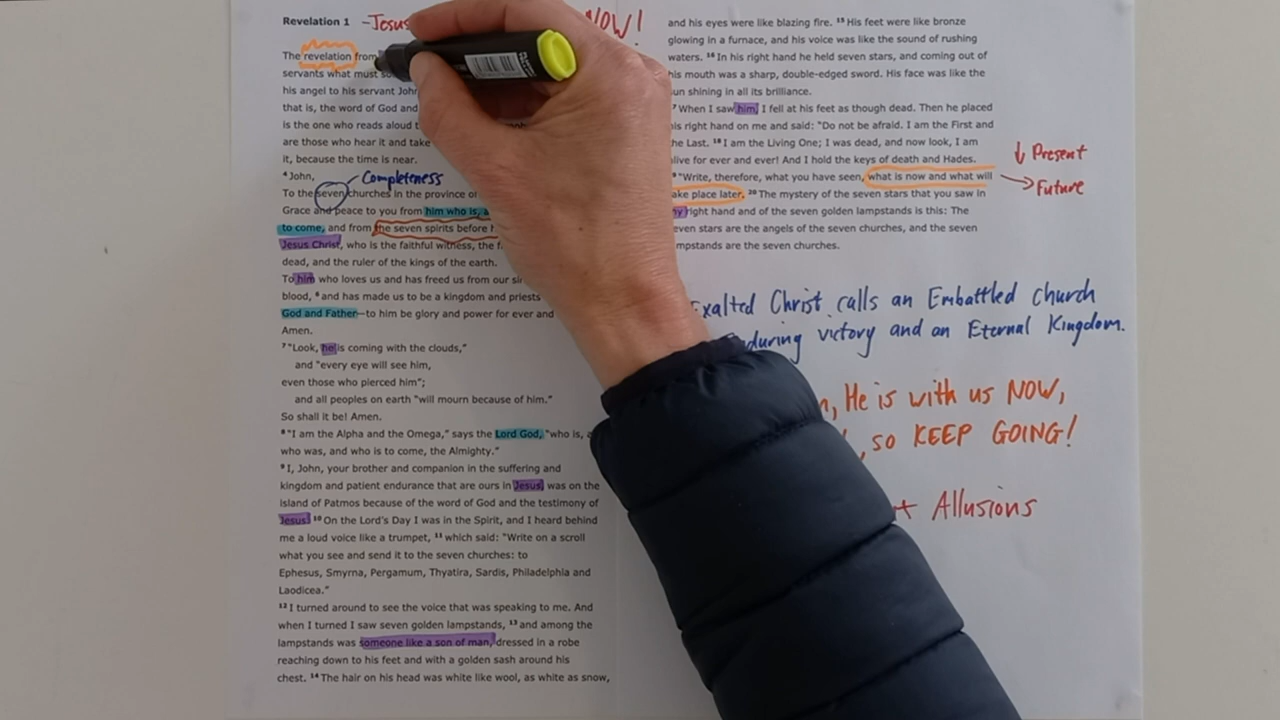 Revelation 1 -Jesus NOW!
The revelation from
servants what must
his angel to his servant John
that is, the word of God and
is the one who reads aloud
are those who hear it and take
it, because the time is near.
⁴ John, Completeness
To the seven churches in the province of
Grace and peace to you from him who is,
to come, and from the seven spirits before
Jesus Christ, who is the faithful witness, the
dead, and the ruler of the kings of the earth.
To him who loves us and has freed us from our
blood, ⁶ and has made us to be a kingdom and priests
God and Father—to him be glory and power for ever and
Amen.
⁷ "Look, he is coming with the clouds,"
and "every eye will see him,
even those who pierced him";
and all peoples on earth "will mourn because of him."
So shall it be! Amen.
⁸ "I am the Alpha and the Omega," says the Lord God, "who is,
who was, and who is to come, the Almighty."
⁹ I, John, your brother and companion in the suffering and
kingdom and patient endurance that are ours in Jesus, was on the
island of Patmos because of the word of God and the testimony of
Jesus. ¹⁰ On the Lord's Day I was in the Spirit, and I heard behind
me a loud voice like a trumpet, ¹¹ which said: "Write on a scroll
what you see and send it to the seven churches: to
Ephesus, Smyrna, Pergamum, Thyatira, Sardis, Philadelphia and
Laodicea."
¹² I turned around to see the voice that was speaking to me. And
when I turned I saw seven golden lampstands, ¹³ and among the
lampstands was someone like a son of man, dressed in a robe
reaching down to his feet and with a golden sash around his
chest. ¹⁴ The hair on his head was white like wool, as white as snow,
and his eyes were like blazing fire. ¹⁵ His feet were like bronze
glowing in a furnace, and his voice was like the sound of rushing
waters. ¹⁶ In his right hand he held seven stars, and coming out of
his mouth was a sharp, double-edged sword. His face was like the
sun shining in all its brilliance.
When I saw him, I fell at his feet as though dead. Then he placed
his right hand on me and said: "Do not be afraid. I am the First and
the Last. ¹⁸ I am the Living One; I was dead, and now look, I am
alive for ever and ever! And I hold the keys of death and Hades.
"Write, therefore, what you have seen, what is now and what will
take place later. ²⁰ The mystery of the seven stars that you saw in
my right hand and of the seven golden lampstands is this: The
seven stars are the angels of the seven churches, and the seven
lampstands are the seven churches.
Present
Future
Exalted Christ calls an Embattled church
enduring victory and an Eternal Kingdom.
He is with us NOW,
so KEEP GOING!
Allusions